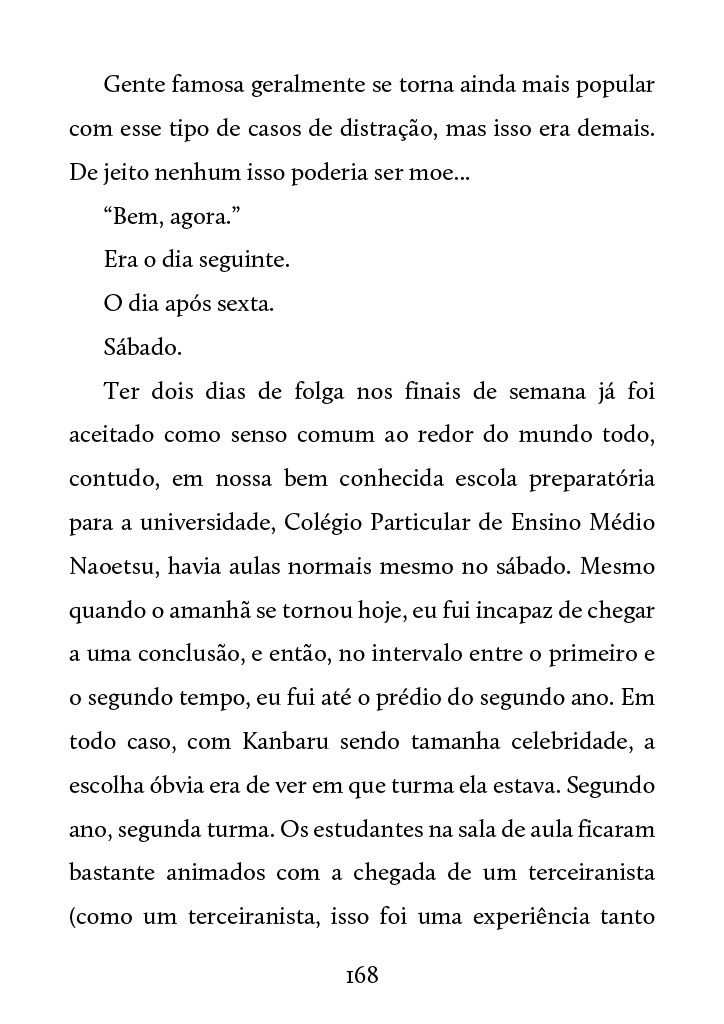 Gente famosa geralmente se torna ainda mais popular
com esse tipo de casos de distração, mas isso era demais.
De jeito nenhum isso poderia ser moe...
“Bem, agora.”
Era o dia seguinte.
O dia após sexta.
Sábado.
Ter dois dias de folga nos finais de semana já foi
aceitado como senso comum ao redor do mundo todo,
contudo, em nossa bem conhecida escola preparatória
para a universidade, Colégio Particular de Ensino Médio
Naoetsu, havia aulas normais mesmo no sábado. Mesmo
quando o amanhã se tornou hoje, eu fui incapaz de chegar
a uma conclusão, e então, no intervalo entre o primeiro e
o segundo tempo, eu fui até o prédio do segundo ano. Em
todo caso, com Kanbaru sendo tamanha celebridade, a
escolha óbvia era de ver em que turma ela estava. Segundo
ano, segunda turma. Os estudantes na sala de aula ficaram
bastante animados com a chegada de um terceiranista
(como um terceiranista, isso foi uma experiência tanto
168